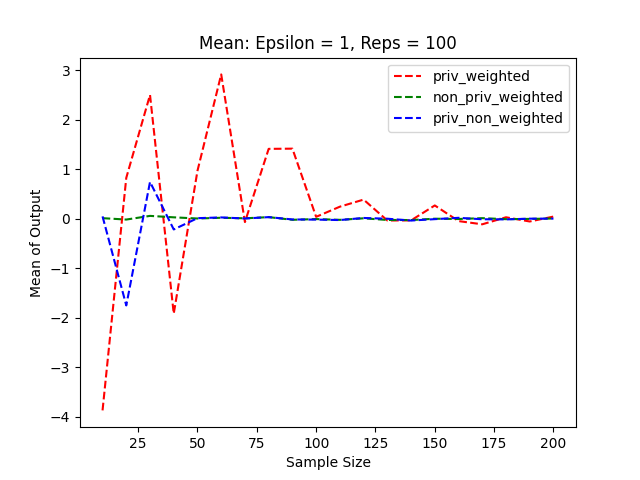 Mean: Epsilon = 1, Reps = 100
priv_weighted
non_priv_weighted
priv_non_weighted
Mean of Output
3
2
1
0
−1
−2
−3
−4
25 50 75 100 125 150 175 200
Sample Size